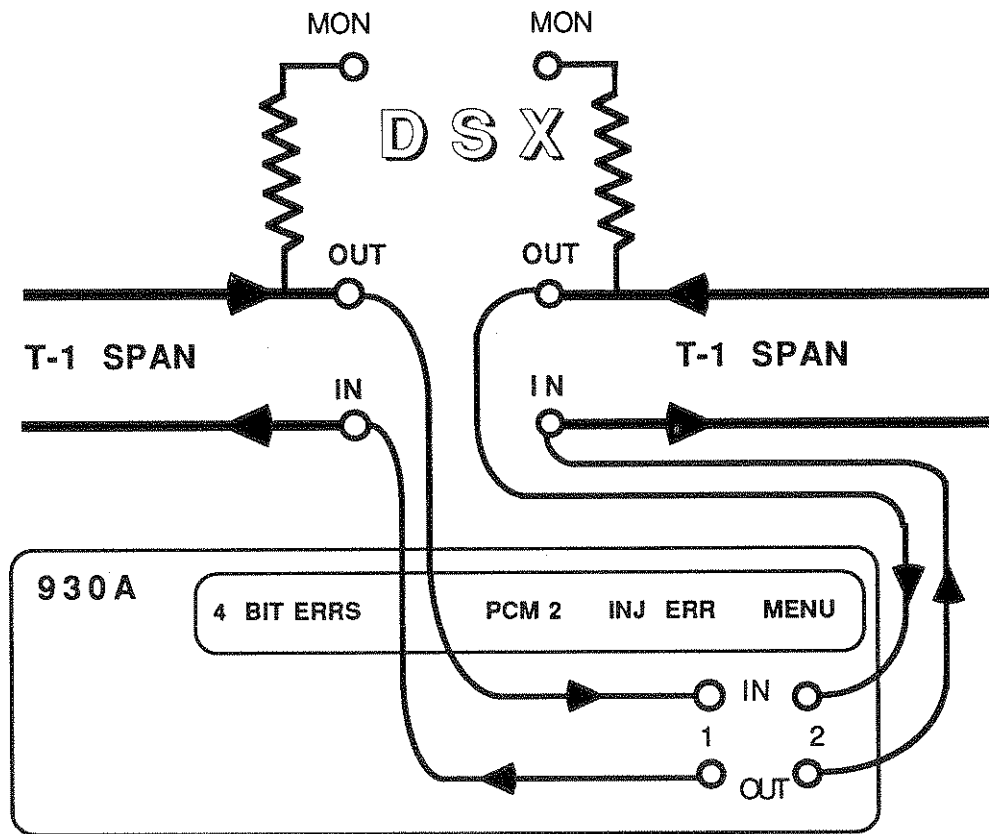 MON MON
DSX
OUT OUT
T-1 SPAN T-1 SPAN
IN IN
930A
4 BIT ERRS PCM 2 INJ ERR MENU
IN
1 2
OUT